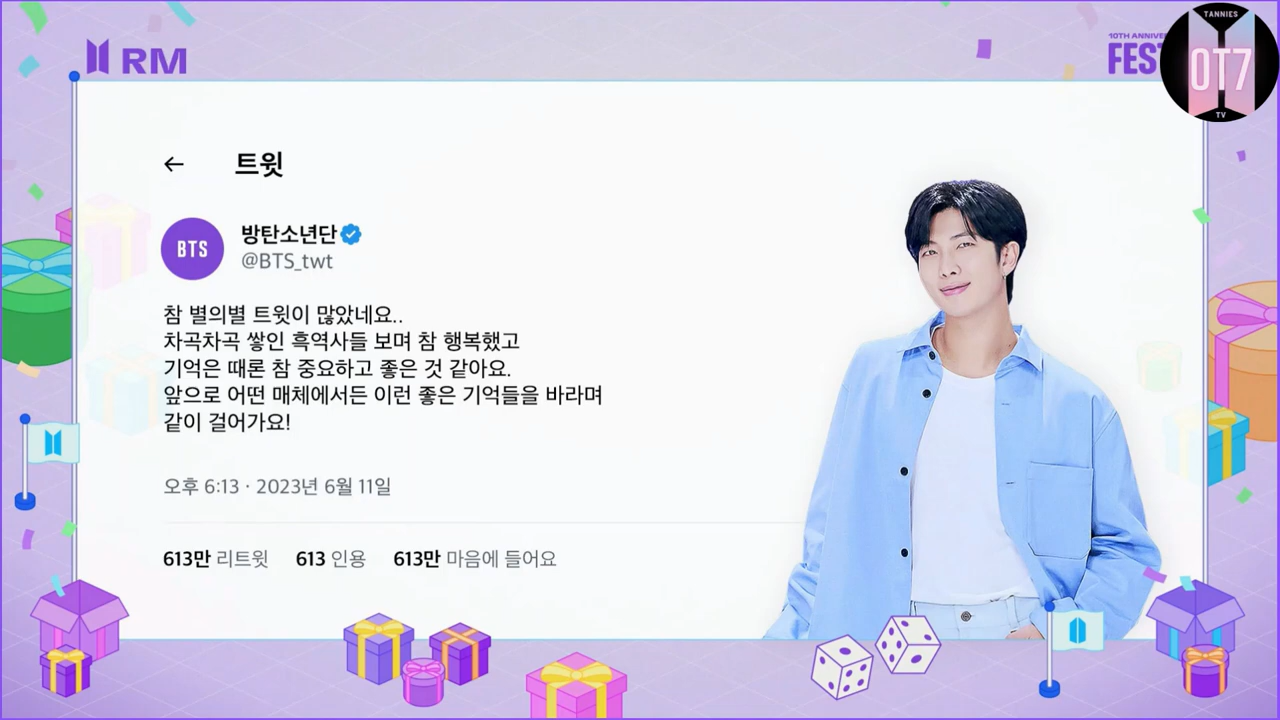 RM
10TH ANNIVE
FEST
TANNIES
OT7
TV
트윗
BTS
방탄소년단
@BTS_twt
참 별의별 트윗이 많았네요..
차곡차곡 쌓인 흑역사들 보며 참 행복했고
기억은 때론 참 중요하고 좋은 것 같아요.
앞으로 어떤 매체에서든 이런 좋은 기억들을 바라며
같이 걸어가요!
오후 6:13 · 2023년 6월 11일
613만 리트윗 613 인용 613만 마음에 들어요